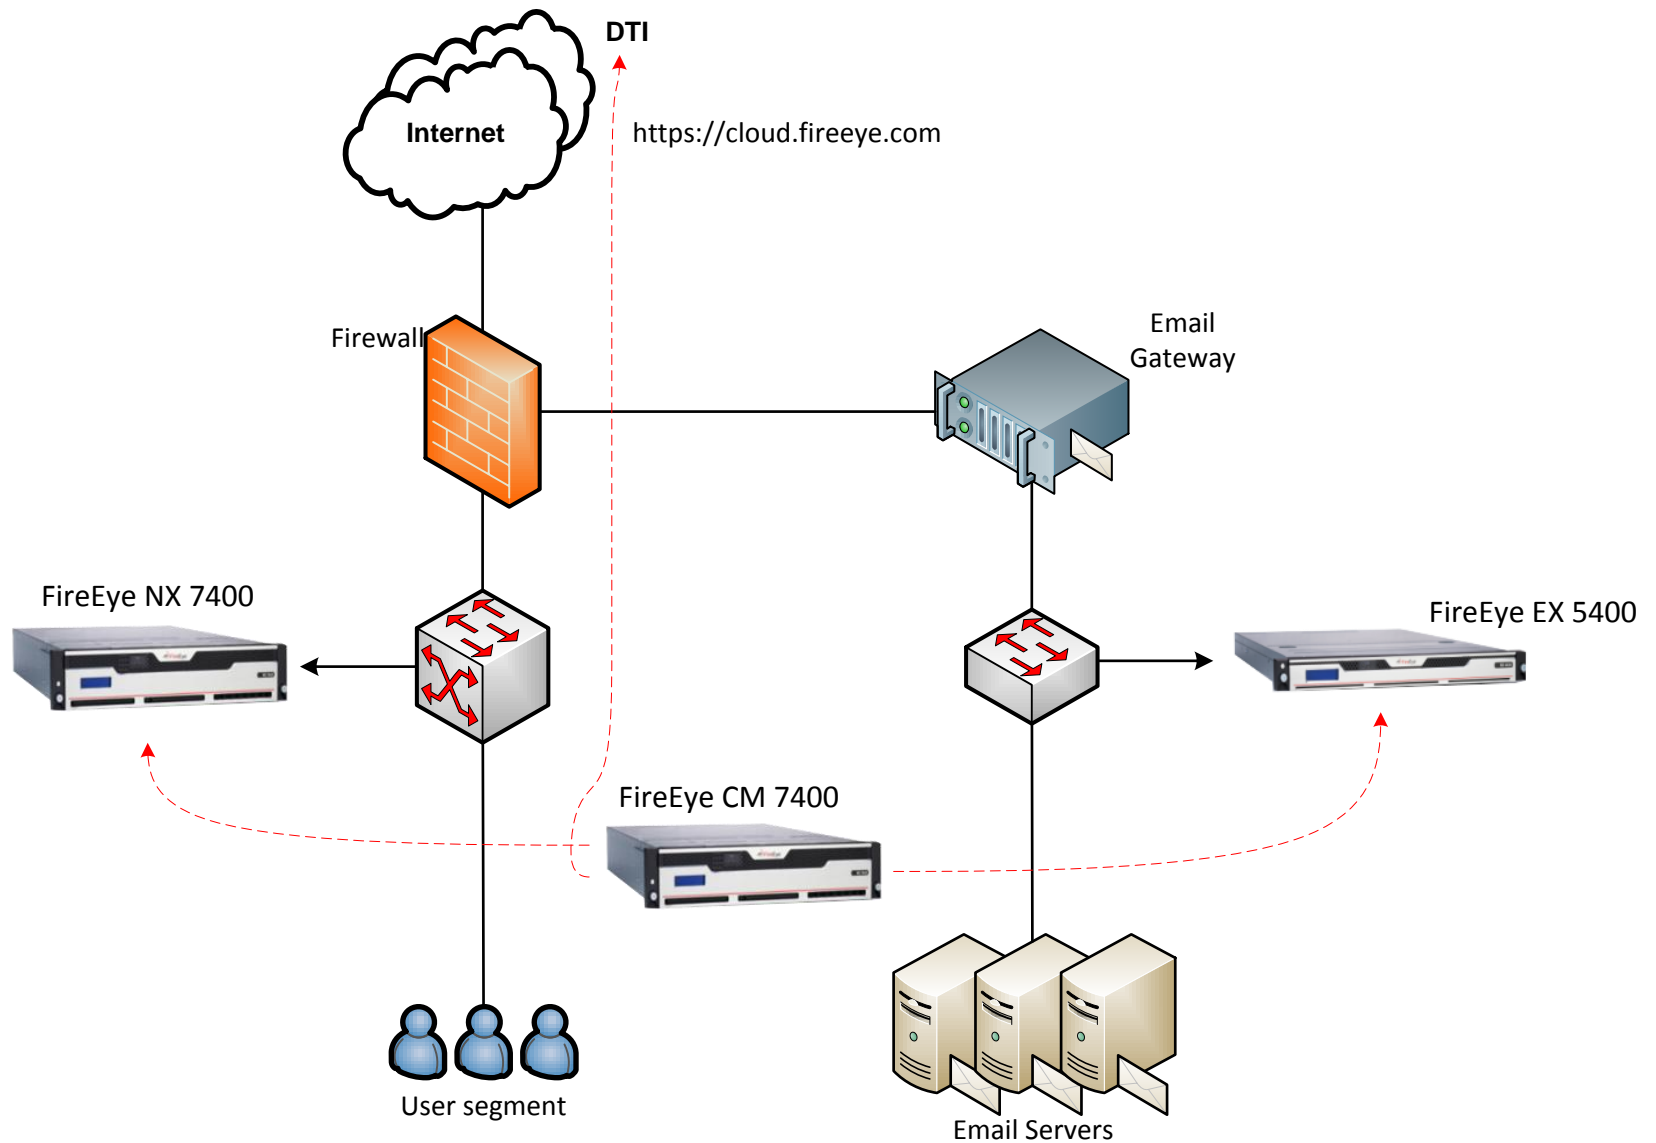 DTI
Internet
https://cloud.fireeye.com
Firewall
Email
Gateway
FireEye NX 7400
FireEye EX 5400
FireEye CM 7400
User segment
Email Servers